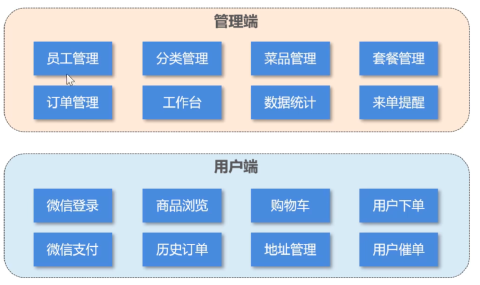 管理端
员工管理 分类管理 菜品管理 套餐管理
订单管理 工作台 数据统计 来单提醒
用户端
微信登录 商品浏览 购物车 用户下单
微信支付 历史订单 地址管理 用户催单